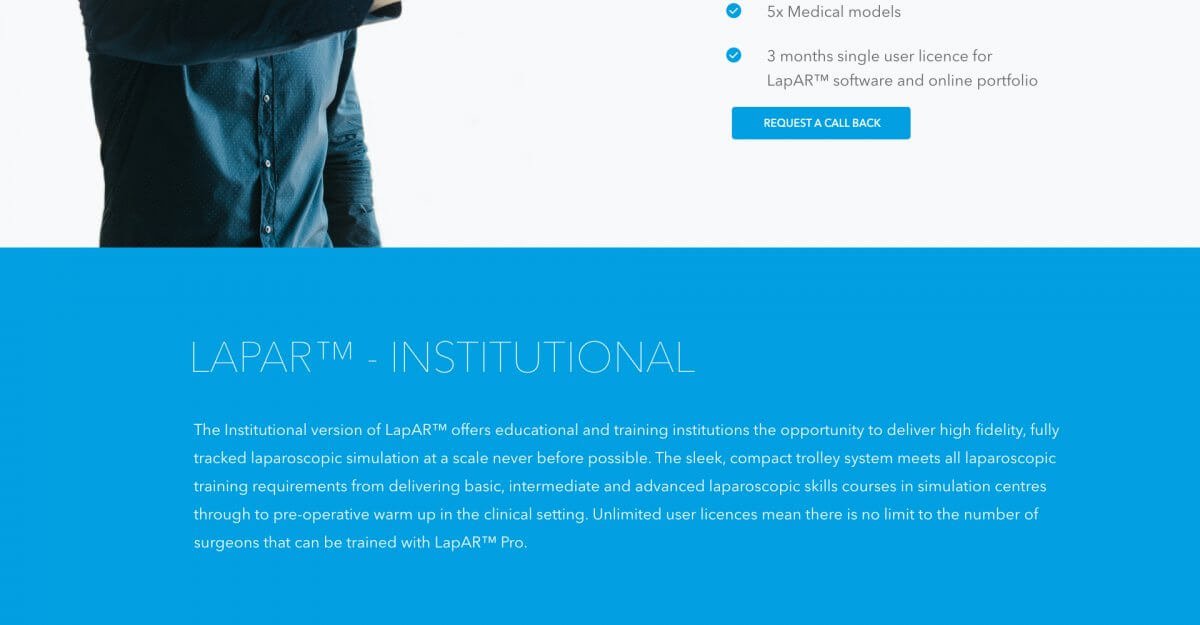 5x Medical models
3 months single user licence for
LapAR™ software and online portfolio
REQUEST A CALL BACK
LAPAR™ - INSTITUTIONAL
The Institutional version of LapAR™ offers educational and training institutions the opportunity to deliver high fidelity, fully
tracked laparoscopic simulation at a scale never before possible. The sleek, compact trolley system meets all laparoscopic
training requirements from delivering basic, intermediate and advanced laparoscopic skills courses in simulation centres
through to pre-operative warm up in the clinical setting. Unlimited user licences mean there is no limit to the number of
surgeons that can be trained with LapAR™ Pro.